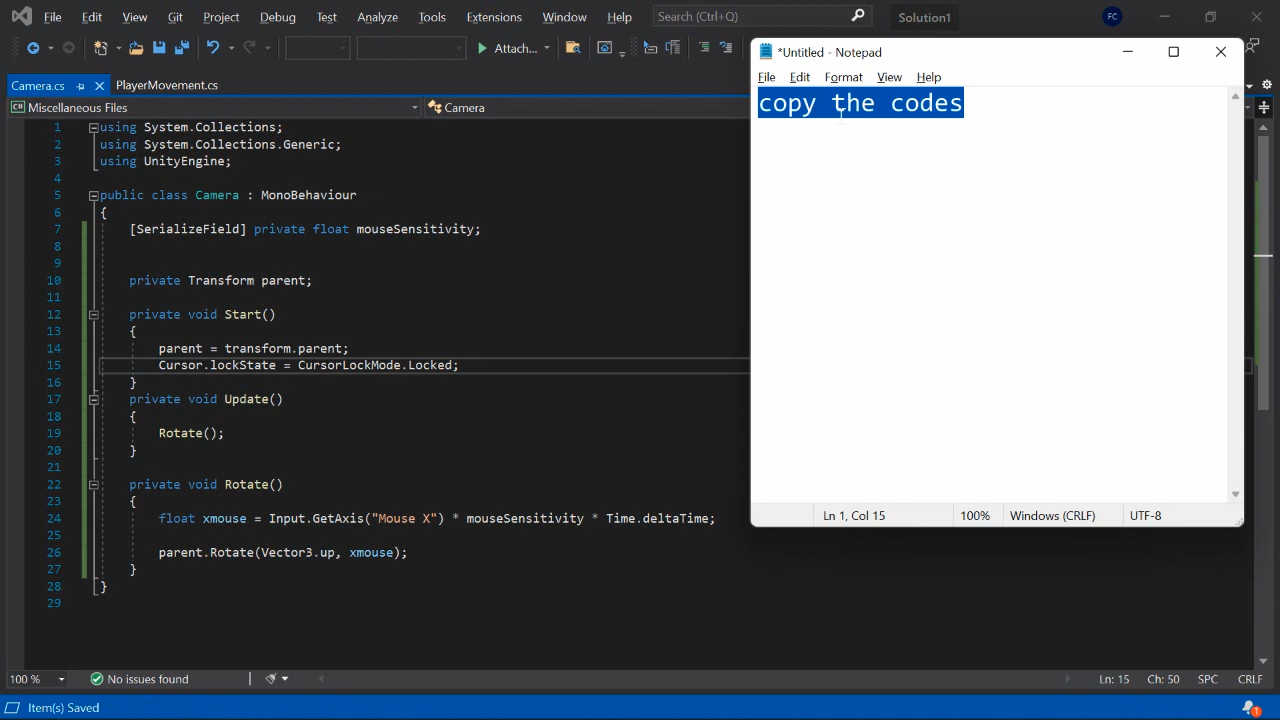 File Edit View Git Project Debug Test Analyze Tools Extensions Window Help Search (Ctrl+Q) Solution1 FC
Attach...
Camera.cs PlayerMovement.cs
Miscellaneous Files Camera
1 using System.Collections;
2 using System.Collections.Generic;
3 using UnityEngine;
4
5 public class Camera : MonoBehaviour
6 {
7 [SerializeField] private float mouseSensitivity;
8
9
10 private Transform parent;
11
12 private void Start()
13 {
14 parent = transform.parent;
15 Cursor.lockState = CursorLockMode.Locked;
16 }
17 private void Update()
18 {
19 Rotate();
20 }
21
22 private void Rotate()
23 {
24 float xmouse = Input.GetAxis("Mouse X") * mouseSensitivity * Time.deltaTime;
25
26 parent.Rotate(Vector3.up, xmouse);
27 }
28 }
29
*Untitled - Notepad
File Edit Format View Help
copy the codes
Ln 1, Col 15 100% Windows (CRLF) UTF-8
100 % No issues found Ln: 15 Ch: 50 SPC CRLF
Item(s) Saved 1